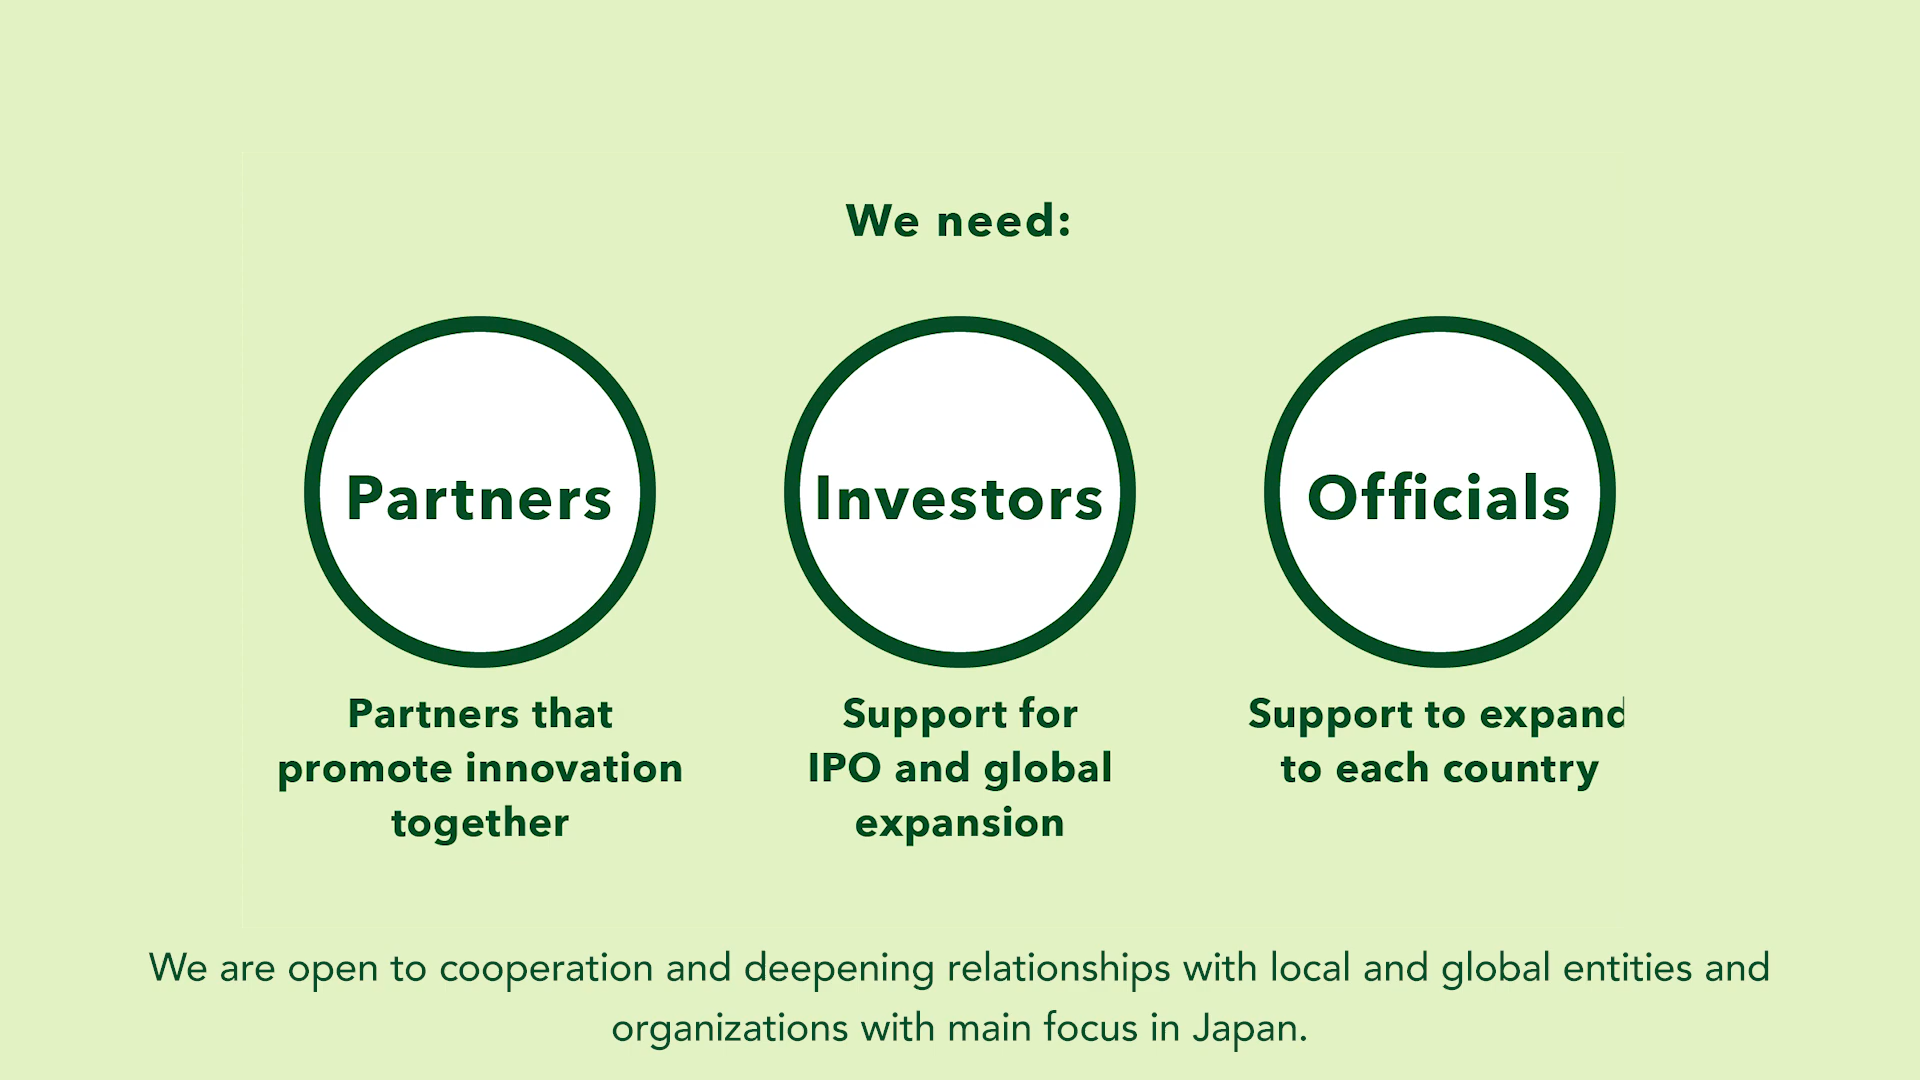 We need:
Partners
Investors
Officials
Partners that
promote innovation
together
Support for
IPO and global
expansion
Support to expand
to each country
We are open to cooperation and deepening relationships with local and global entities and
organizations with main focus in Japan.